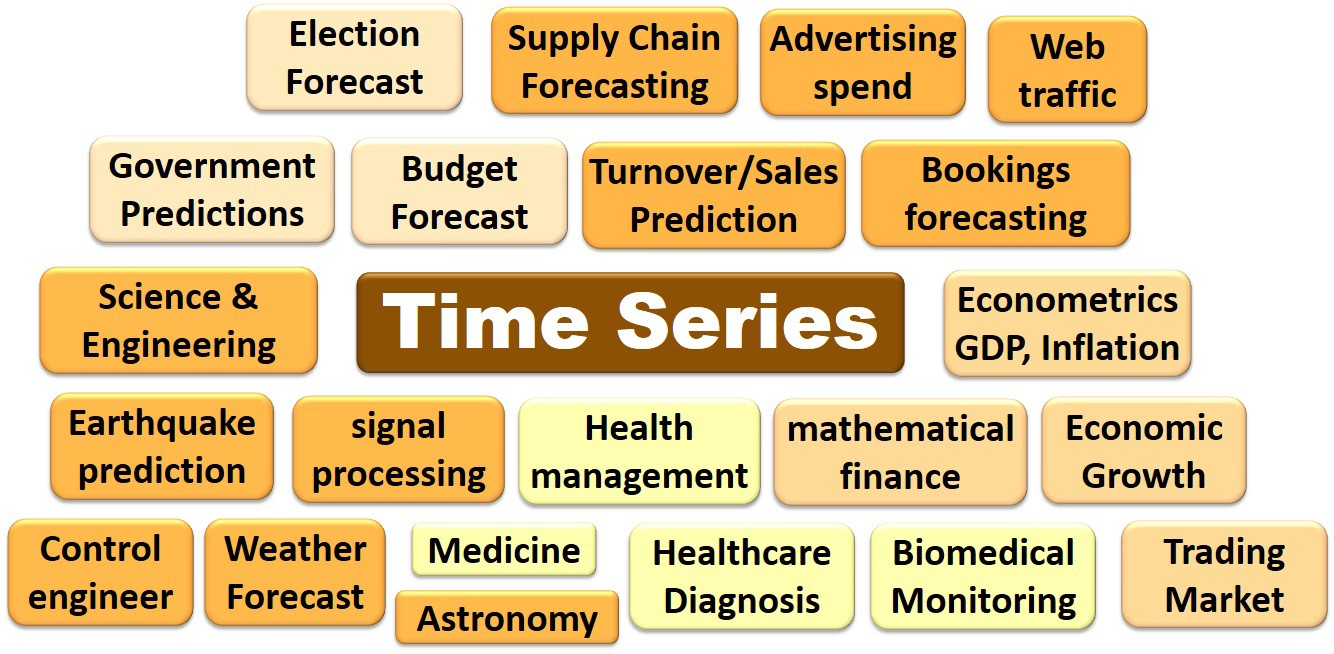 Election
Forecast
Supply Chain
Forecasting
Advertising
spend
Web
traffic
Government
Predictions
Budget
Forecast
Turnover/Sales
Prediction
Bookings
forecasting
Science &
Engineering
Time Series
Econometrics
GDP, Inflation
Earthquake
prediction
signal
processing
Health
management
mathematical
finance
Economic
Growth
Control
engineer
Weather
Forecast
Medicine
Astronomy
Healthcare
Diagnosis
Biomedical
Monitoring
Trading
Market